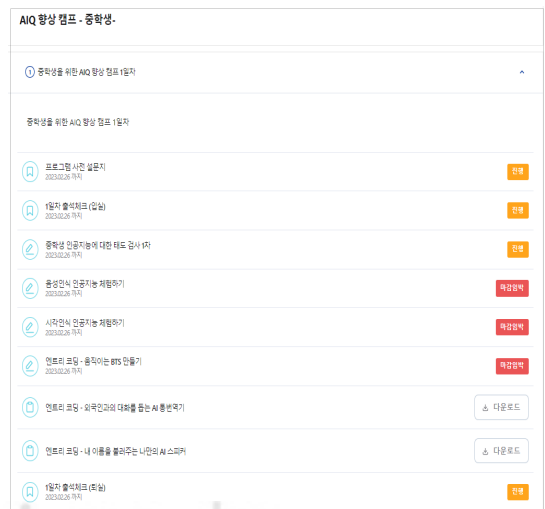 AIQ 향상 캠프 - 중학생-
1 중학생을 위한 AIQ 향상 캠프 1일차
중학생을 위한 AIQ 향상 캠프 1일차
프로그램 사전 설문지
2023.02.26 까지
진행
1일차 출석체크 (입실)
2023.02.26 까지
진행
중학생 인공지능에 대한 태도 검사 1차
2023.02.26 까지
진행
음성인식 인공지능 체험하기
2023.02.26 까지
마감임박
시각인식 인공지능 체험하기
2023.02.26 까지
마감임박
엔트리 코딩 - 움직이는 BTS 만들기
2023.02.26 까지
마감임박
엔트리 코딩 - 외국인과의 대화를 돕는 AI 통번역기
다운로드
엔트리 코딩 - 내 이름을 불러주는 나만의 AI 스피커
다운로드
1일차 출석체크 (퇴실)
2023.02.26 까지
진행